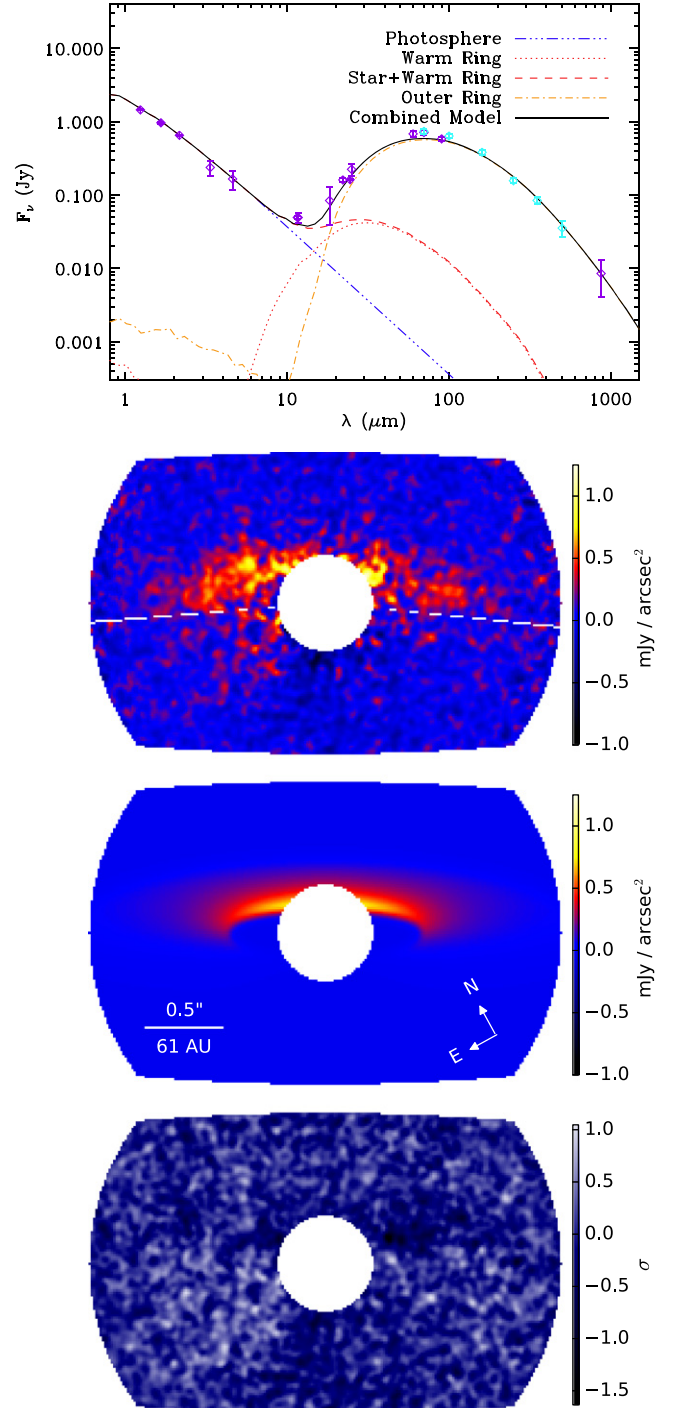 10.000
1.000
0.100
0.010
0.001
F_ν (Jy)
Photosphere
Warm Ring
Star+Warm Ring
Outer Ring
Combined Model
1 10 100 1000
λ (μm)
1.0
0.5
0.0
−0.5
−1.0
mJy / arcsec²
1.0
0.5
0.0
−0.5
−1.0
mJy / arcsec²
0.5"
61 AU
N
E
1.0
0.5
0.0
−0.5
−1.0
−1.5
σ